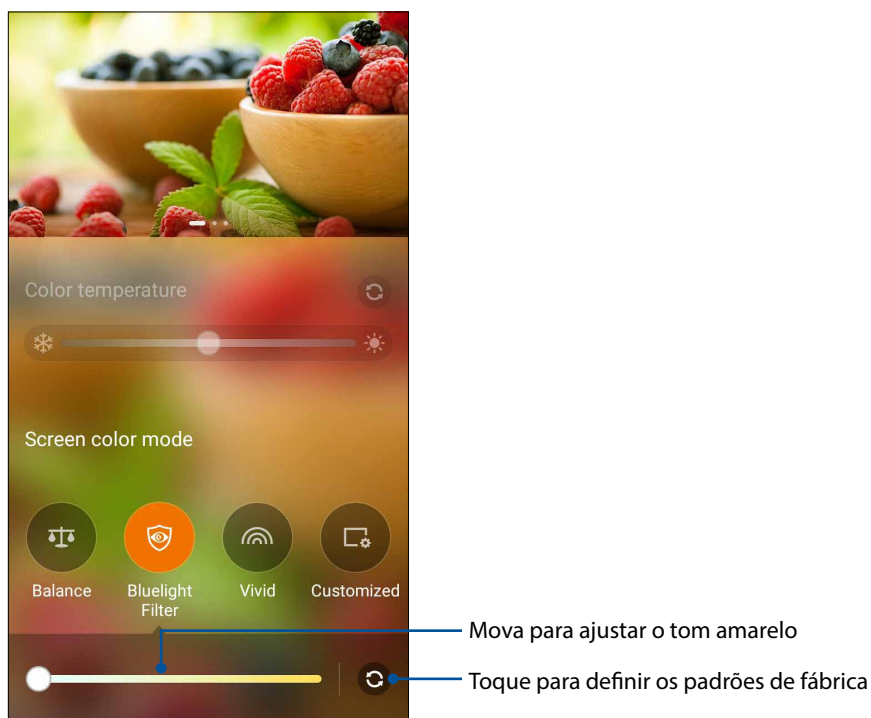 Color temperature
Screen color mode
Balance
Bluelight
Filter
Vivid
Customized
Mova para ajustar o tom amarelo
Toque para definir os padrões de fábrica